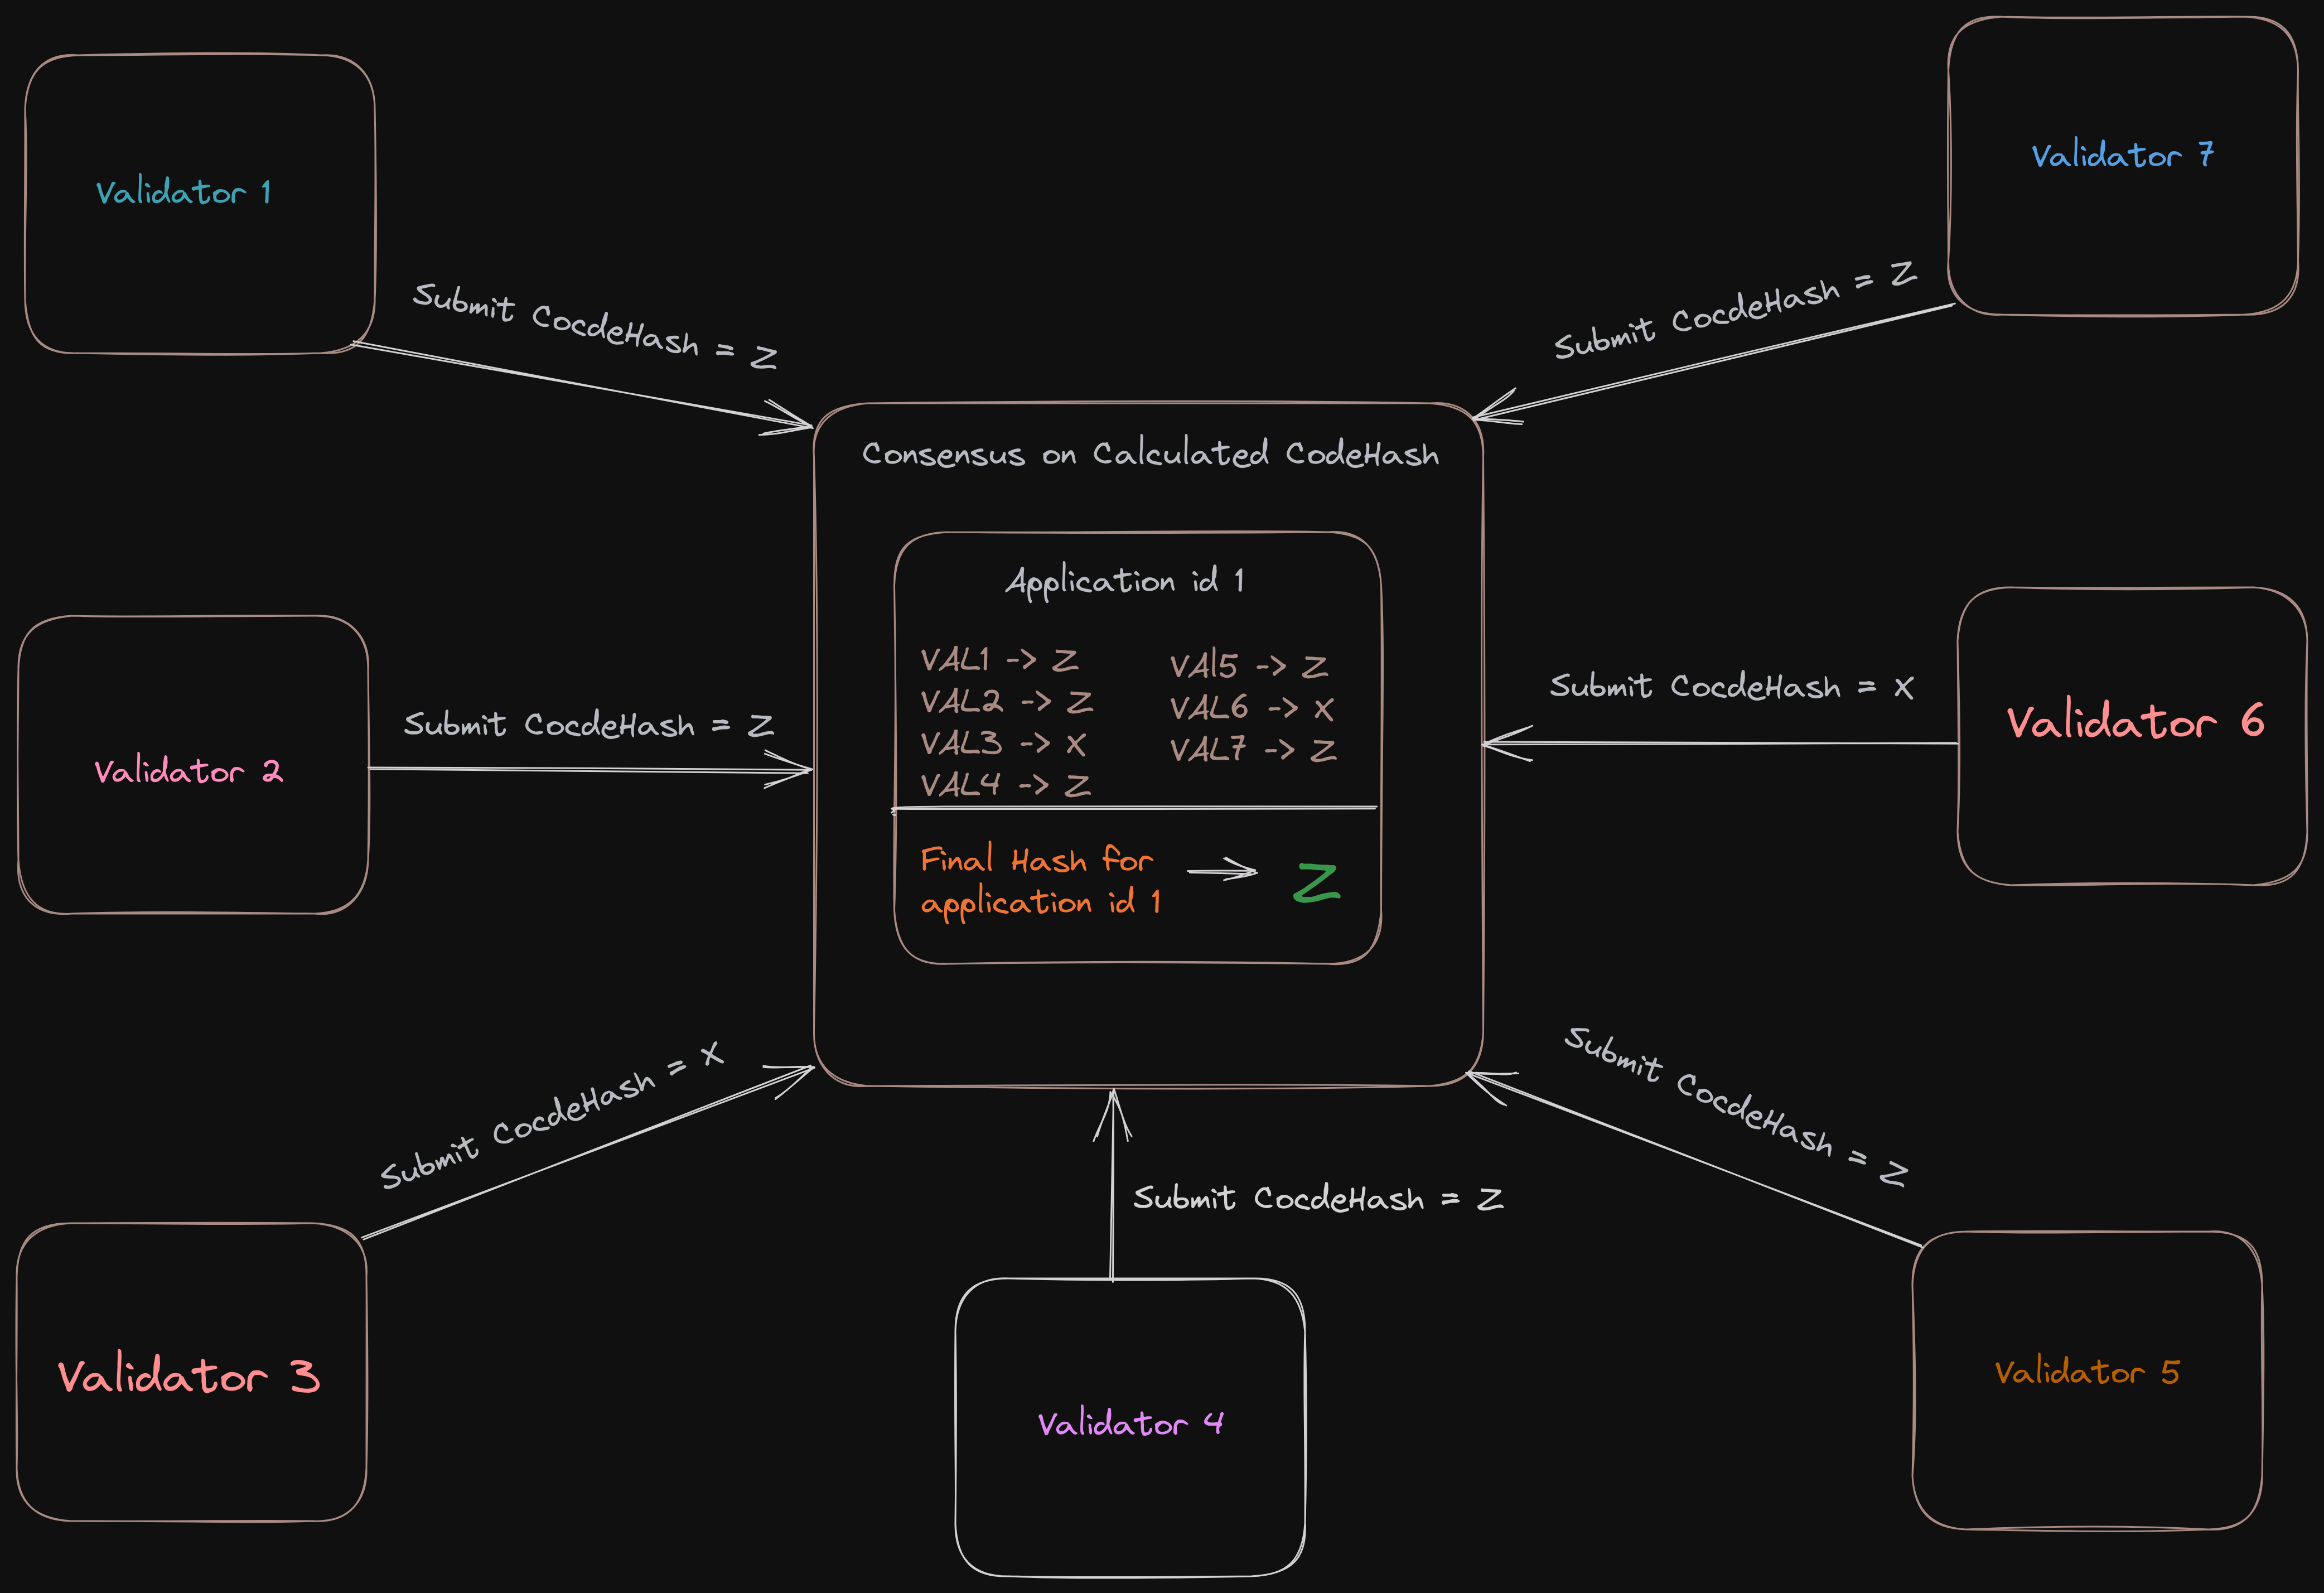 Validator 1
Validator 7
Submit CocdeHash = Z
Submit CocdeHash = Z
Consensus on Calculated CodeHash
Application id 1
VAL1 -> Z
VAL2 -> Z
VAL3 -> X
VAL4 -> Z
VAl5 -> Z
VAL6 -> X
VAL7 -> Z
Final Hash for
application id 1
Z
Submit CocdeHash = Z
Validator 2
Submit CocdeHash = X
Validator 6
Submit CocdeHash = X
Validator 3
Submit CocdeHash = Z
Validator 4
Submit CocdeHash = Z
Validator 5